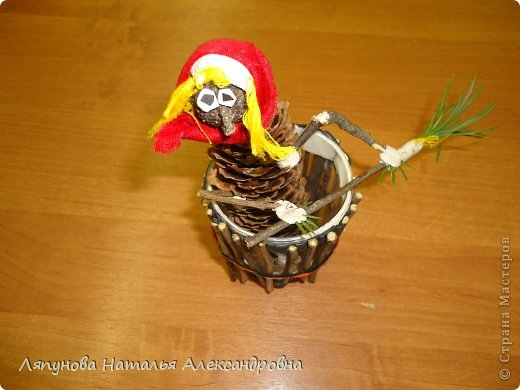 Ляпунова Наталья Александровна
© Страна Мастеров